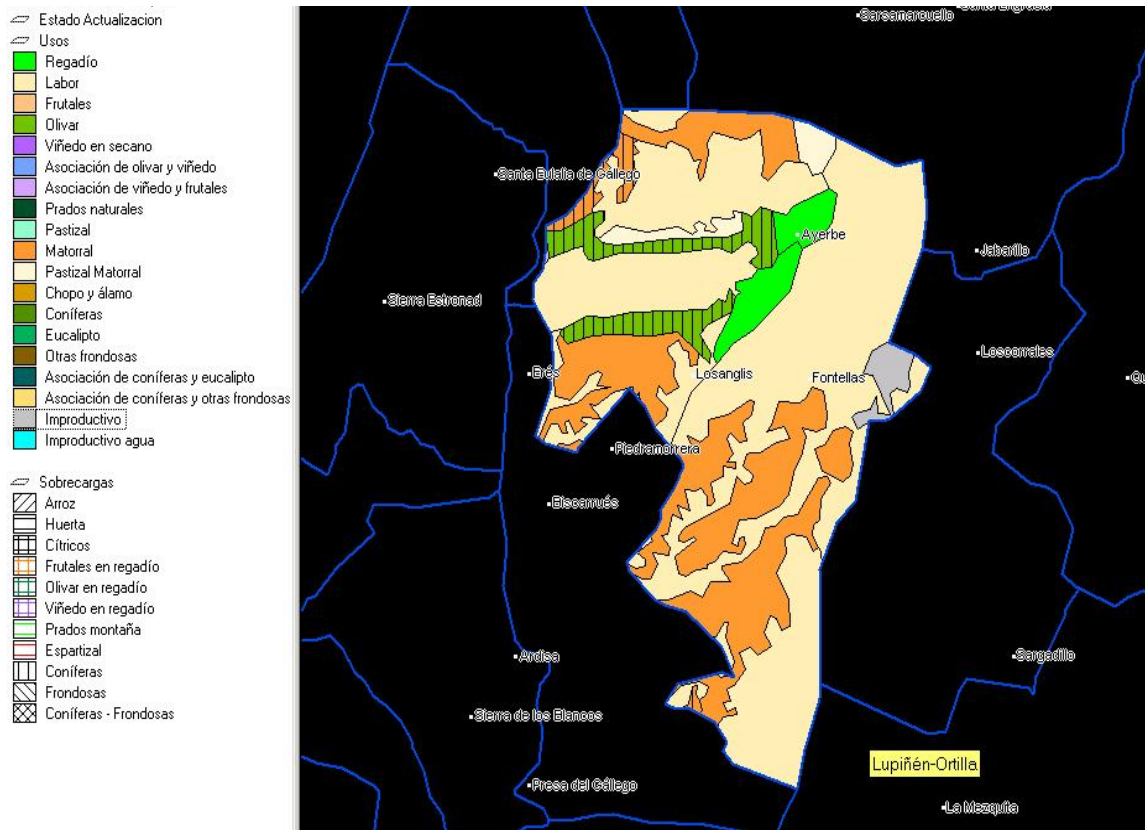 Estado Actualizacion
Usos
Regadío
Labor
Frutales
Olivar
Viñedo en secano
Asociación de olivar y viñedo
Asociación de viñedo y frutales
Prados naturales
Pastizal
Matorral
Pastizal Matorral
Chopo y álamo
Coníferas
Eucalipto
Otras frondosas
Asociación de coníferas y eucalipto
Asociación de coníferas y otras frondosas
Improductivo
Improductivo agua
Sobrecargas
Arroz
Huerta
Cítricos
Frutales en regadío
Olivar en regadío
Viñedo en regadío
Prados montaña
Espartizal
Coníferas
Frondosas
Coníferas - Frondosas
Sarsamarcuello
Santa Eulalia de Gállego
Ayerbe
Jabarillo
Sierra Estronad
Loscorrales
Erés
Losanglis
Fontellas
Piedramorrera
Biscarrués
Ardisa
Sargadillo
Sierra de los Blancos
Lupiñén-Ortilla
Presa del Gállego
La Mezquita